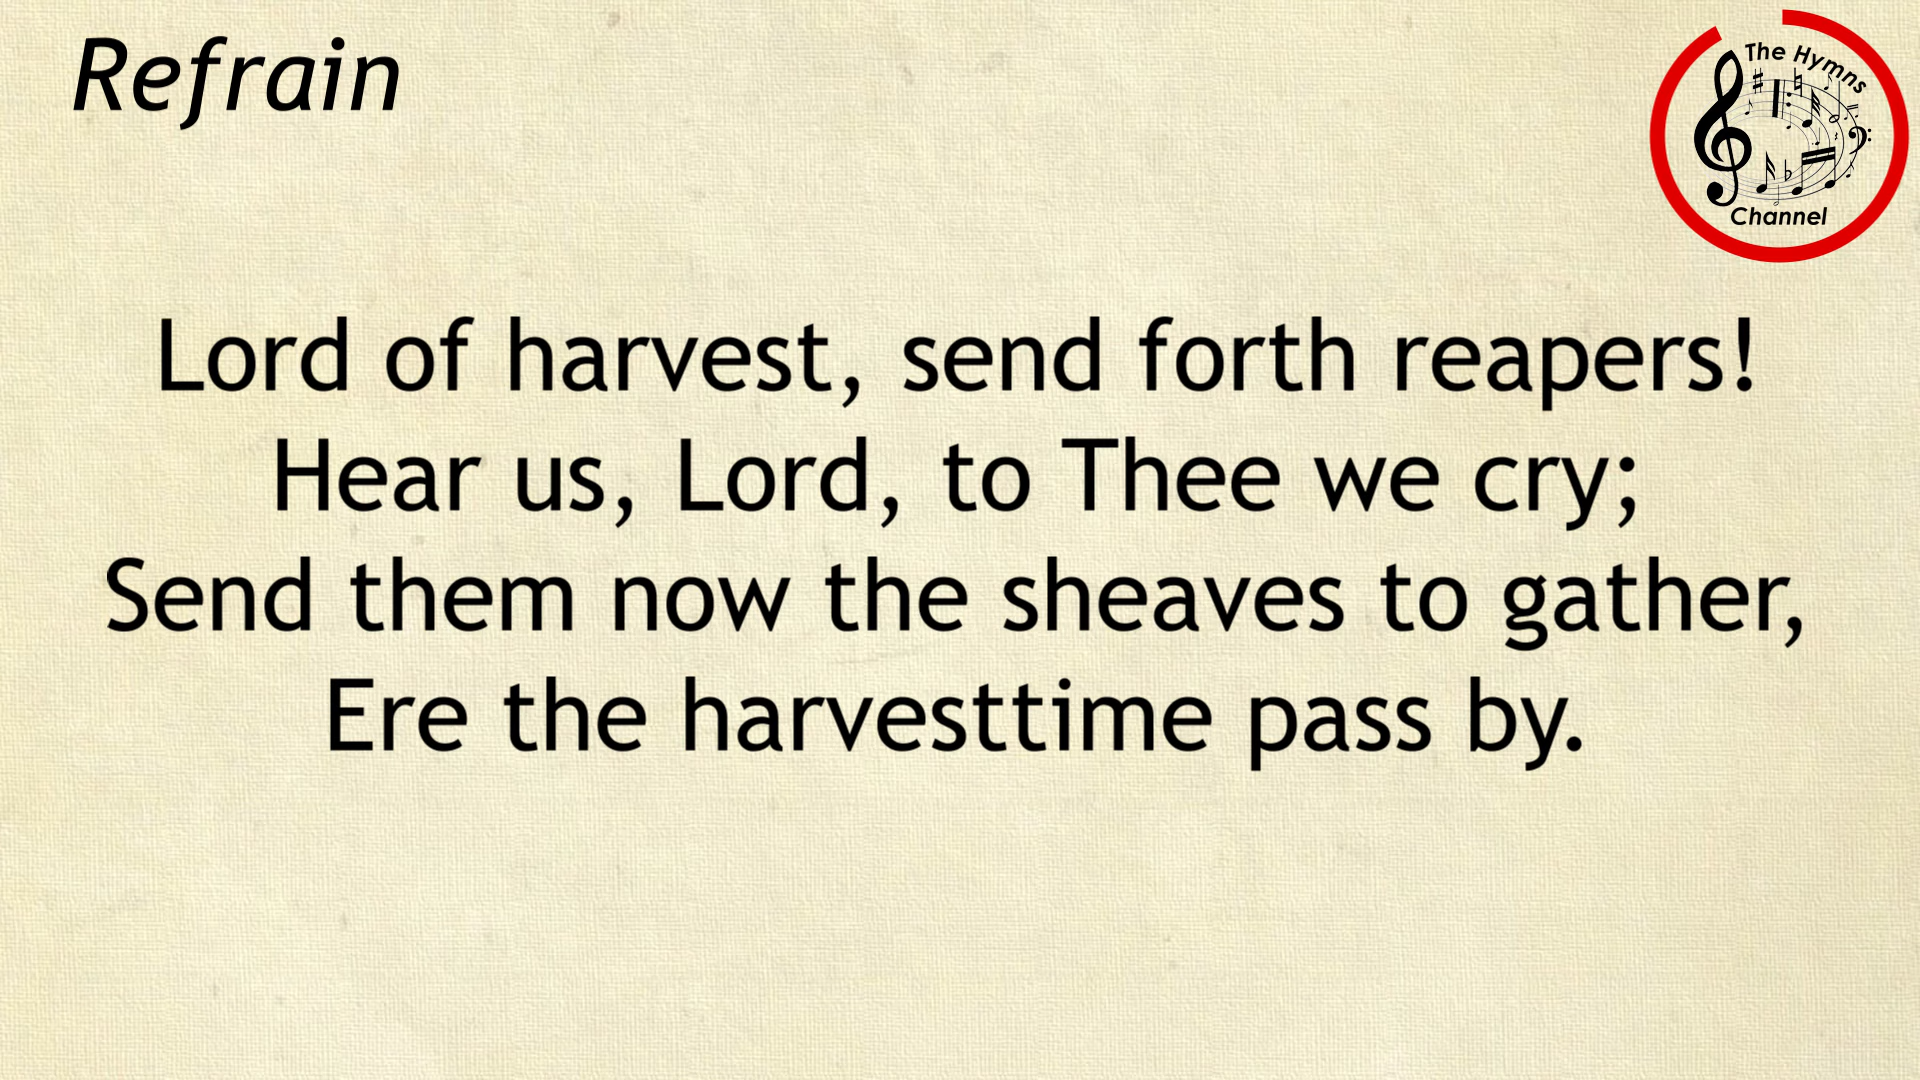 Refrain
The Hymns
Channel
Lord of harvest, send forth reapers!
Hear us, Lord, to Thee we cry;
Send them now the sheaves to gather,
Ere the harvesttime pass by.